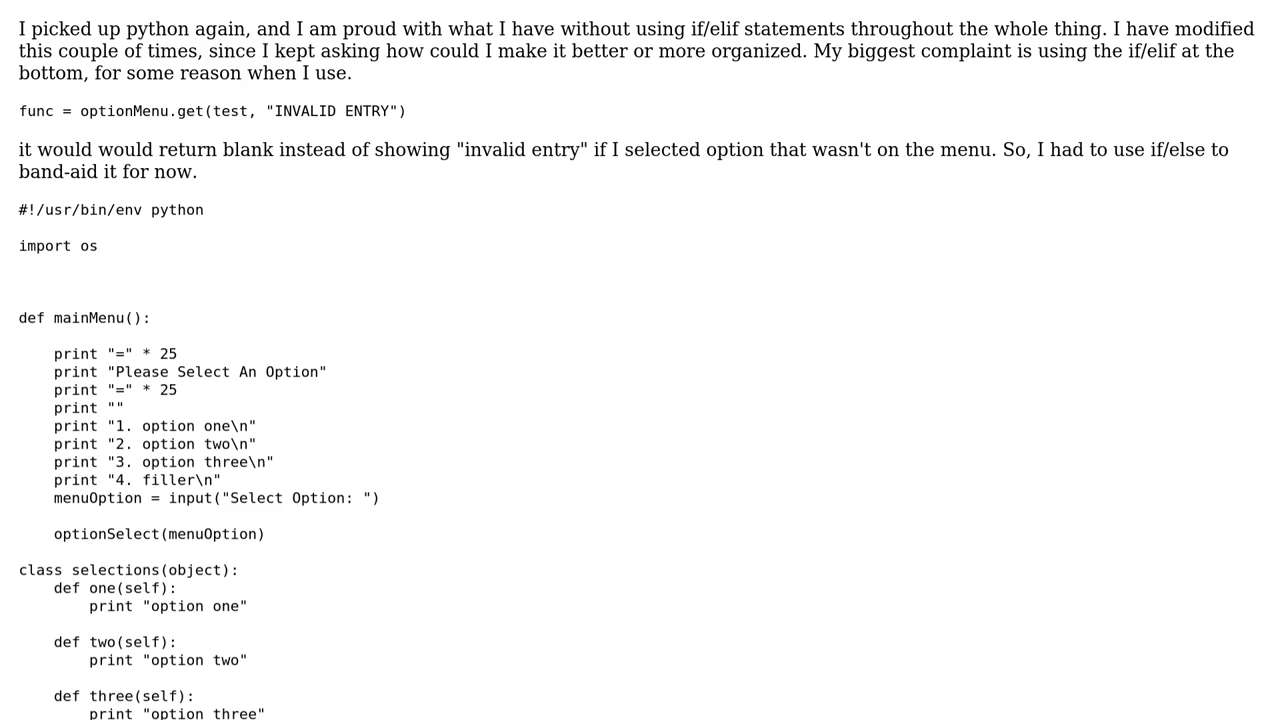 I picked up python again, and I am proud with what I have without using if/elif statements throughout the whole thing. I have modified
this couple of times, since I kept asking how could I make it better or more organized. My biggest complaint is using the if/elif at the
bottom, for some reason when I use.
func = optionMenu.get(test, "INVALID ENTRY")
it would would return blank instead of showing "invalid entry" if I selected option that wasn't on the menu. So, I had to use if/else to
band-aid it for now.
#!/usr/bin/env python
import os
def mainMenu():
    print "=" * 25
    print "Please Select An Option"
    print "=" * 25
    print ""
    print "1. option one\n"
    print "2. option two\n"
    print "3. option three\n"
    print "4. filler\n"
    menuOption = input("Select Option: ")
    optionSelect(menuOption)
class selections(object):
    def one(self):
        print "option one"
    def two(self):
        print "option two"
    def three(self):
        print "option three"